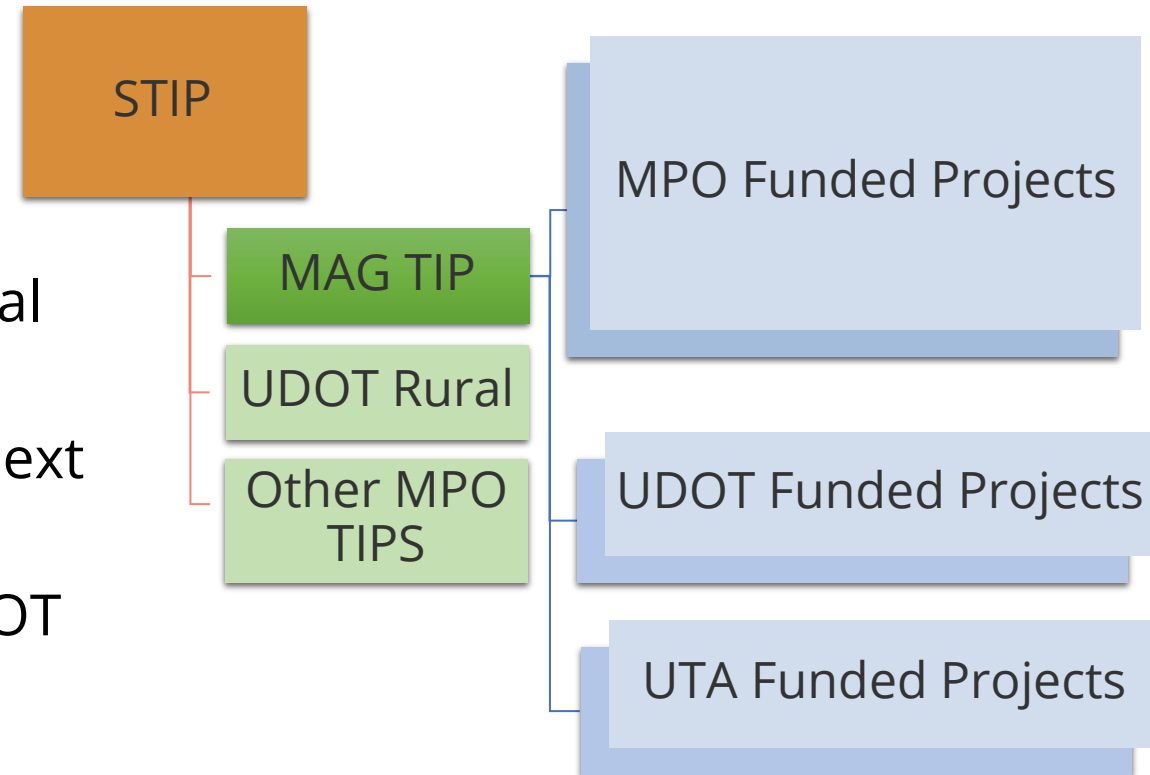 STIP
MAG TIP
UDOT Rural
Other MPO
TIPS
MPO Funded Projects
UDOT Funded Projects
UTA Funded Projects
al
ext
OT